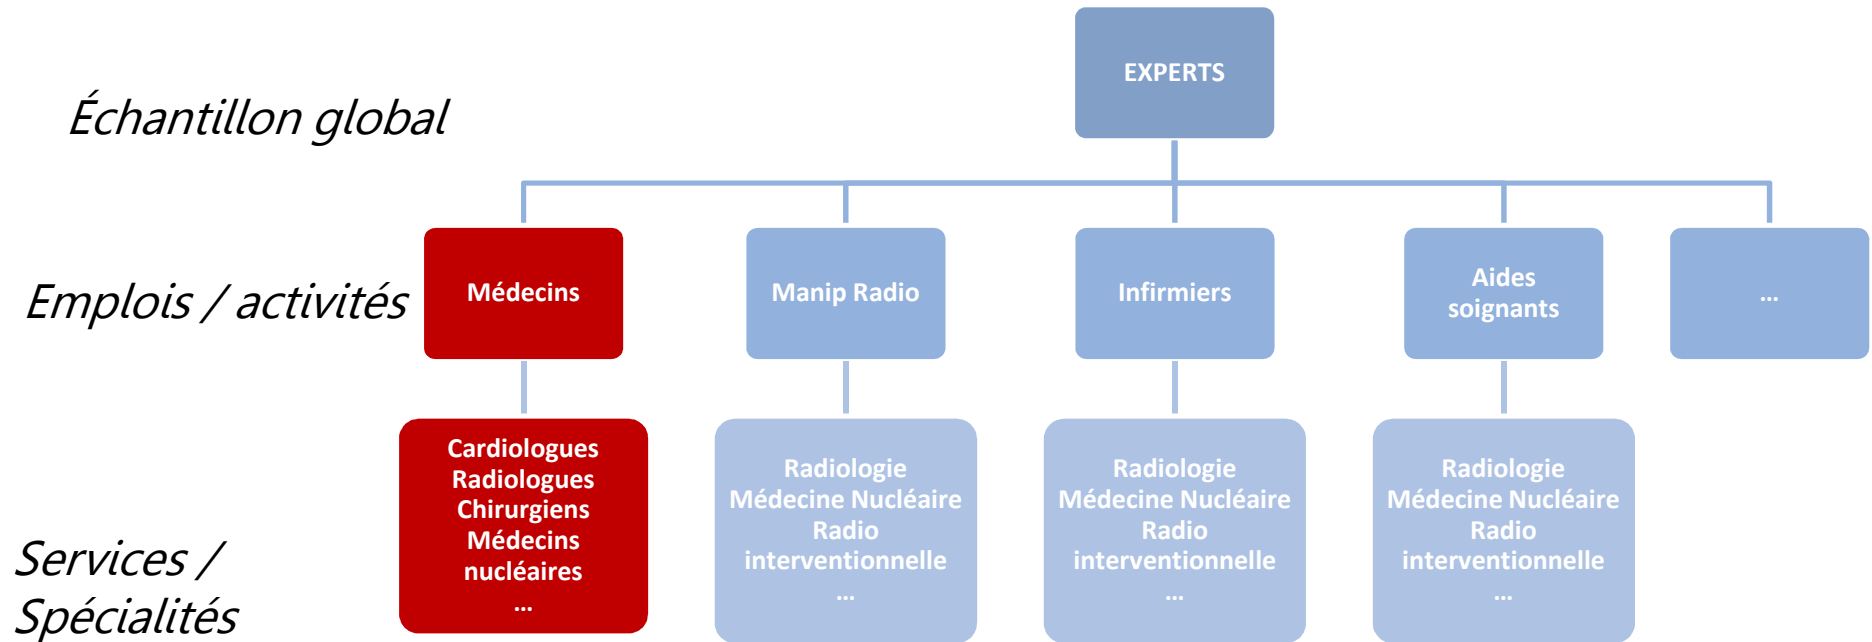 EXPERTS
Échantillon global
Emplois / activités
Médecins
Manip Radio
Infirmiers
Aides
soignants
...
Services /
Spécialités
Cardiologues
Radiologues
Chirurgiens
Médecins
nucléaires
...
Radiologie
Médecine Nucléaire
Radio
interventionnelle
...
Radiologie
Médecine Nucléaire
Radio
interventionnelle
...
Radiologie
Médecine Nucléaire
Radio
interventionnelle
...